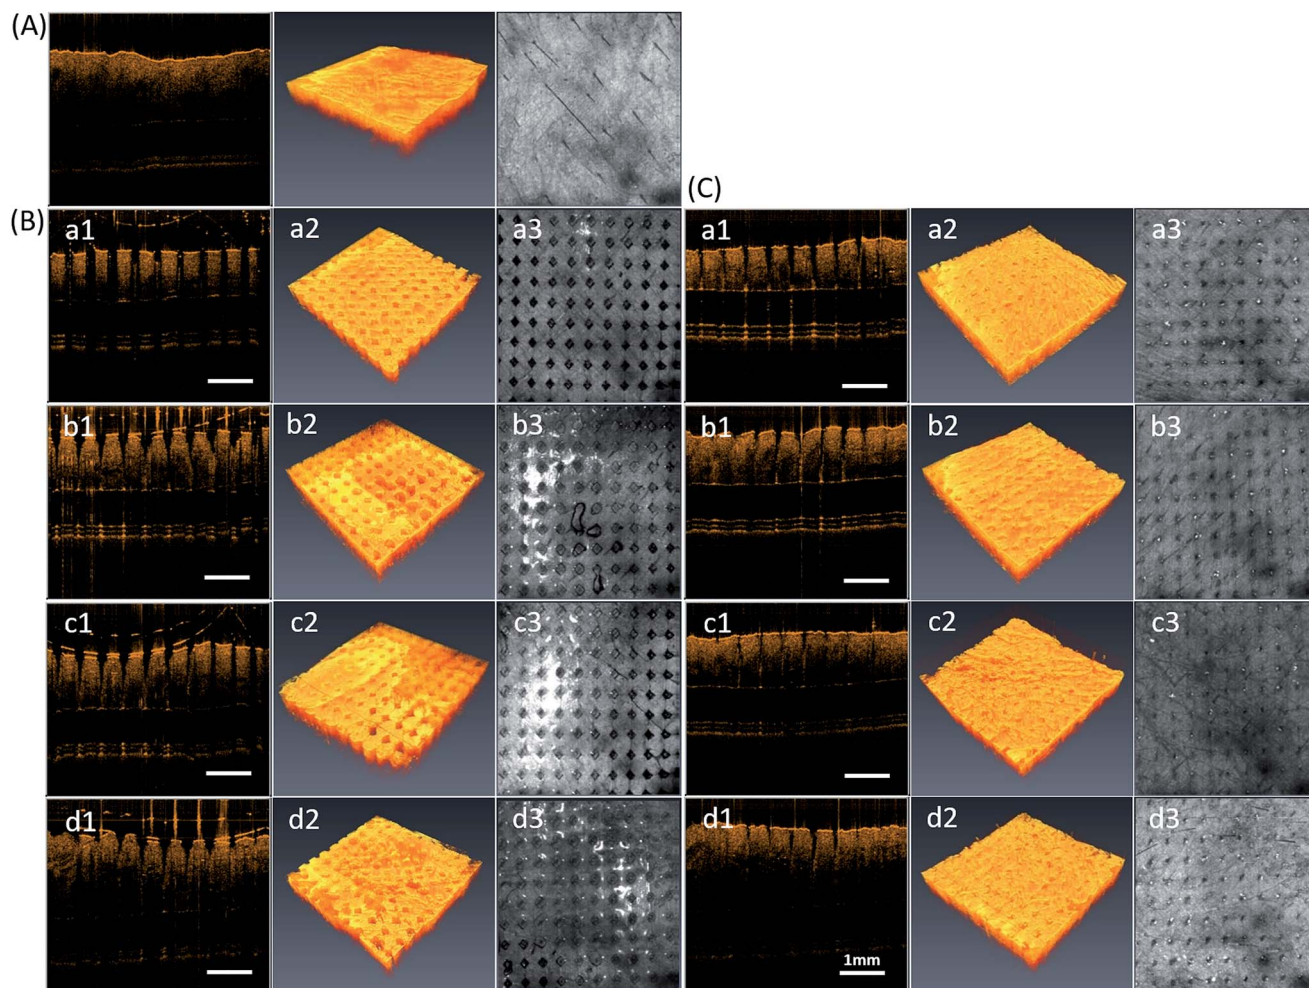 (A)
(C)
(B)
a1 a2 a3 a1 a2 a3
b1 b2 b3 b1 b2 b3
c1 c2 c3 c1 c2 c3
d1 d2 d3 d1 d2 d3
1mm